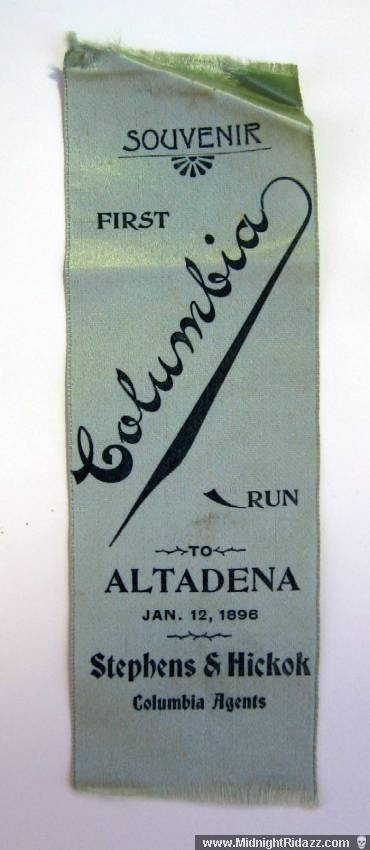 SOUVENIR
FIRST
Columbia
RUN
TO
ALTADENA
JAN. 12, 1896
Stephens & Hickok
Columbia Agents
www.MidnightRidazz.com